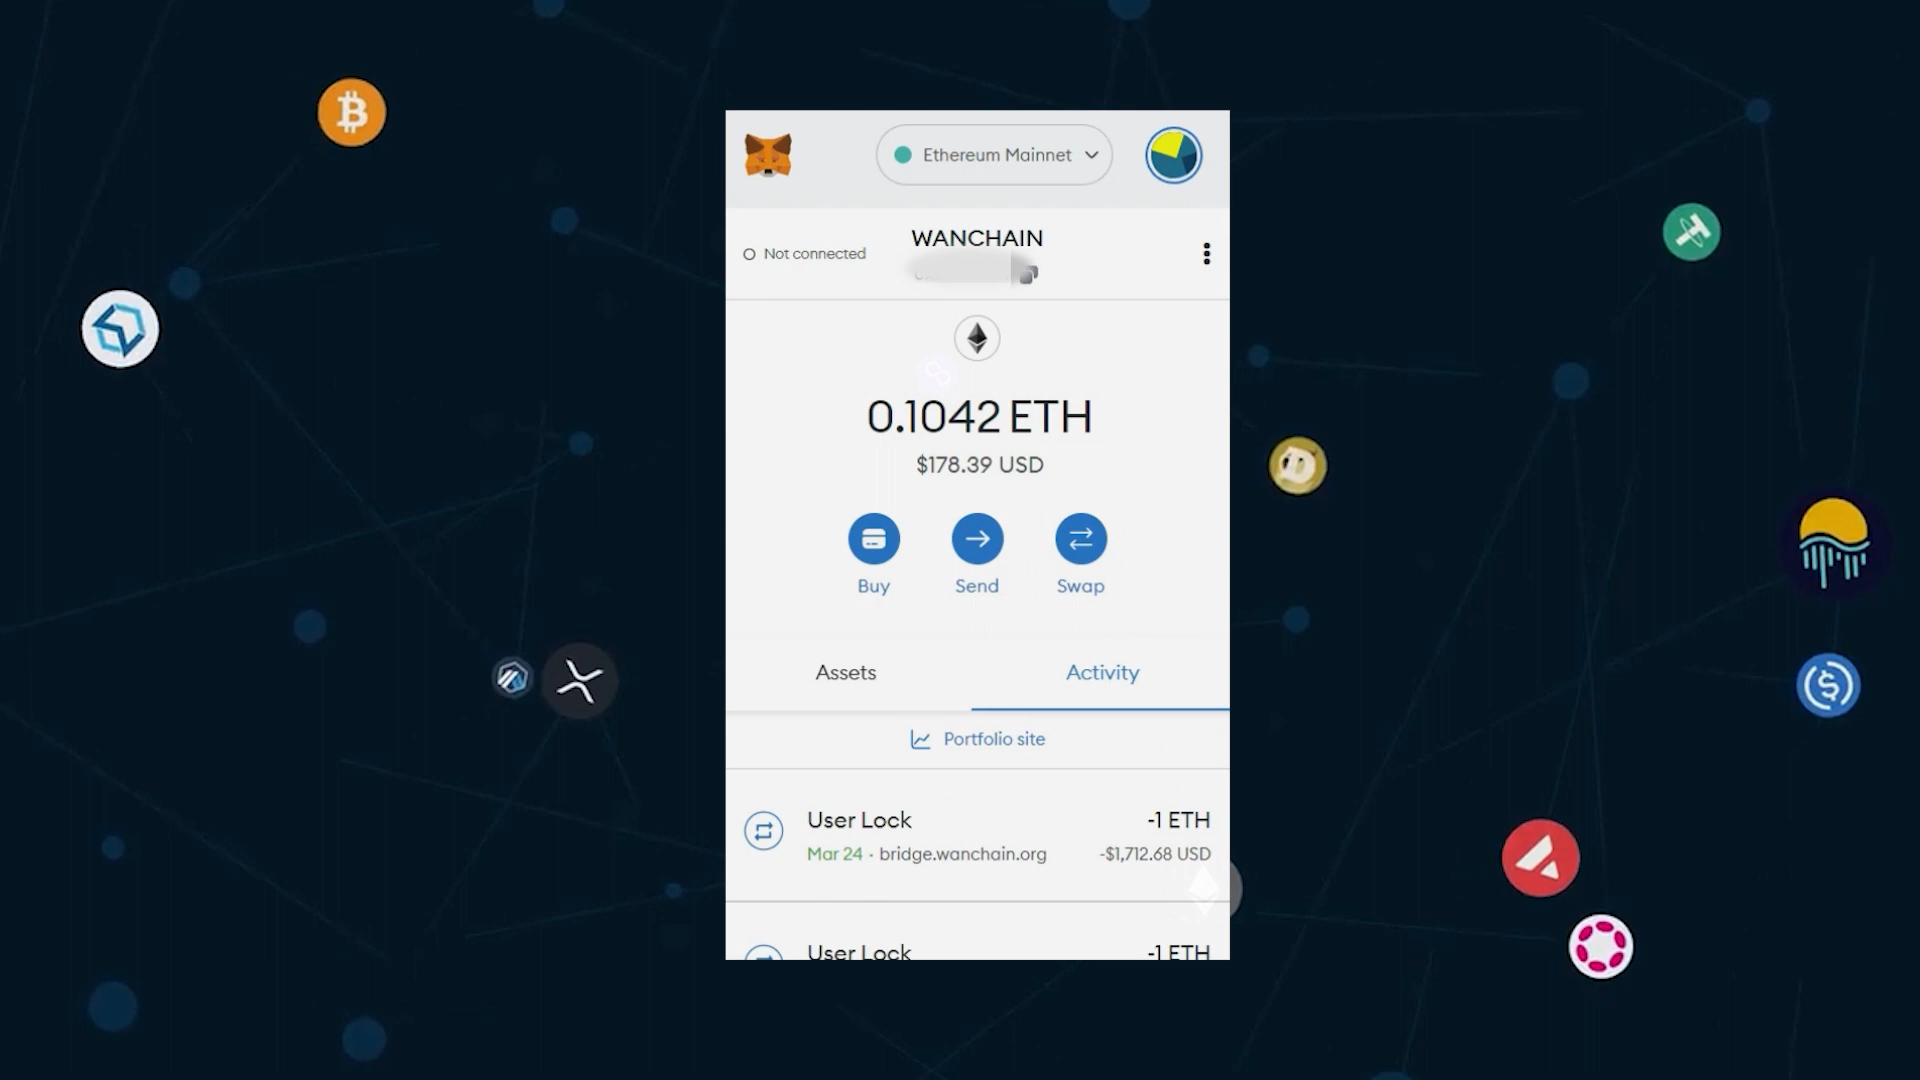 Ethereum Mainnet
Not connected
WANCHAIN
0.1042 ETH
$178.39 USD
Buy
Send
Swap
Assets
Activity
Portfolio site
User Lock
-1 ETH
Mar 24 · bridge.wanchain.org
-$1,712.68 USD
User Lock
-1 ETH